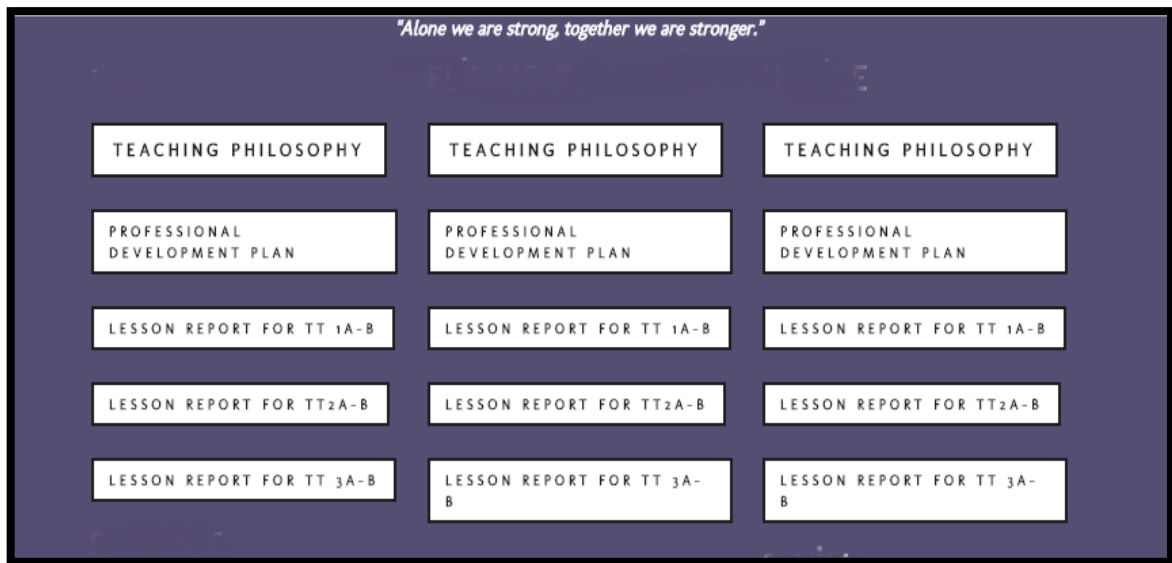 "Alone we are strong, together we are stronger."
TEACHING PHILOSOPHY
TEACHING PHILOSOPHY
TEACHING PHILOSOPHY
PROFESSIONAL
DEVELOPMENT PLAN
PROFESSIONAL
DEVELOPMENT PLAN
PROFESSIONAL
DEVELOPMENT PLAN
LESSON REPORT FOR TT 1A-B
LESSON REPORT FOR TT 1A-B
LESSON REPORT FOR TT 1A-B
LESSON REPORT FOR TT2A-B
LESSON REPORT FOR TT2A-B
LESSON REPORT FOR TT2A-B
LESSON REPORT FOR TT 3A-B
LESSON REPORT FOR TT 3A-
B
LESSON REPORT FOR TT 3A-
B